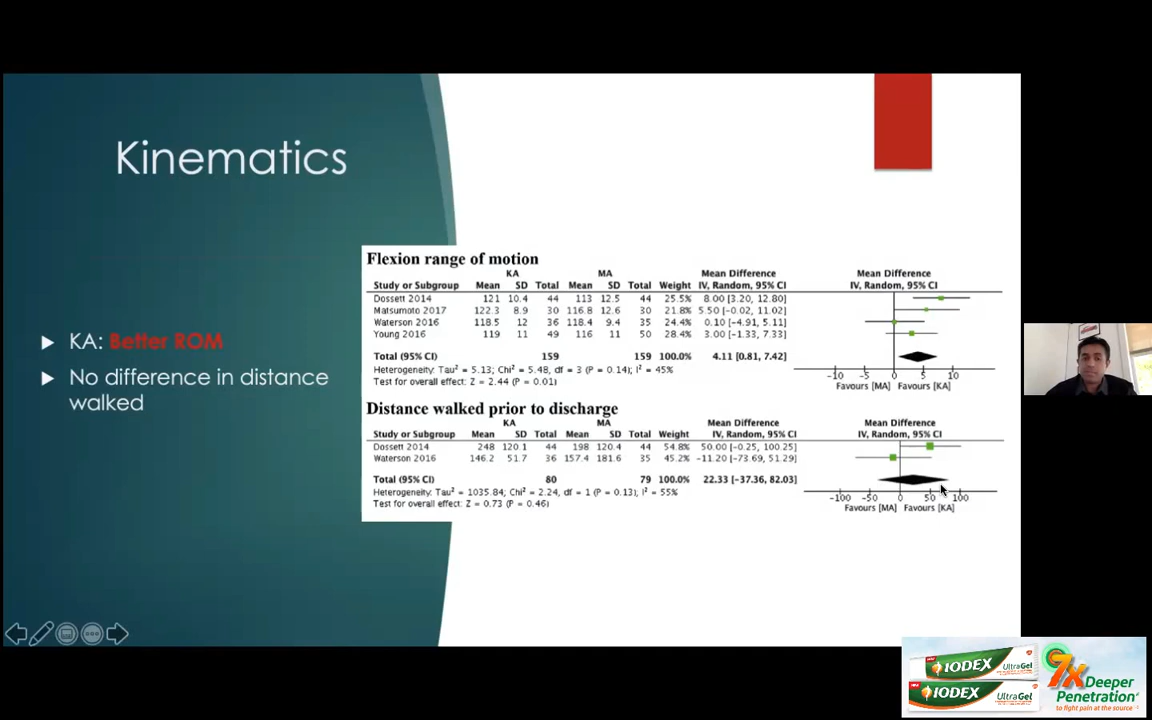 Kinematics
KA: Better ROM
No difference in distance
walked
Flexion range of motion
KA MA Mean Difference Mean Difference
Study or Subgroup Mean SD Total Mean SD Total Weight IV, Random, 95% CI IV, Random, 95% CI
Dossett 2014 121 10.4 44 113 12.5 44 25.5% 8.00 [3.20, 12.80]
Matsumoto 2017 122.3 8.9 30 116.8 12.6 30 21.8% 5.50 [-0.02, 11.02]
Waterson 2016 118.5 12 36 118.4 9.4 35 24.4% 0.10 [-4.91, 5.11]
Young 2016 119 11 49 116 11 50 28.4% 3.00 [-1.33, 7.33]
Total (95% CI) 159 159 100.0% 4.11 [0.81, 7.42]
Heterogeneity: Tau² = 5.13; Chi² = 5.48, df = 3 (P = 0.14); I² = 45%
Test for overall effect: Z = 2.44 (P = 0.01)
-10 -5 0 5 10
Favours [MA] Favours [KA]
Distance walked prior to discharge
KA MA Mean Difference Mean Difference
Study or Subgroup Mean SD Total Mean SD Total Weight IV, Random, 95% CI IV, Random, 95% CI
Dossett 2014 248 120.1 44 198 120.4 44 54.8% 50.00 [-0.25, 100.25]
Waterson 2016 146.2 51.7 36 157.4 181.6 35 45.2% -11.20 [-73.69, 51.29]
Total (95% CI) 80 79 100.0% 22.33 [-37.36, 82.03]
Heterogeneity: Tau² = 1035.84; Chi² = 2.24, df = 1 (P = 0.13); I² = 55%
Test for overall effect: Z = 0.73 (P = 0.46)
-100 -50 0 50 100
Favours [MA] Favours [KA]
IODEX UltraGel
IODEX UltraGel
7X Deeper
Penetration
to fight pain at the source